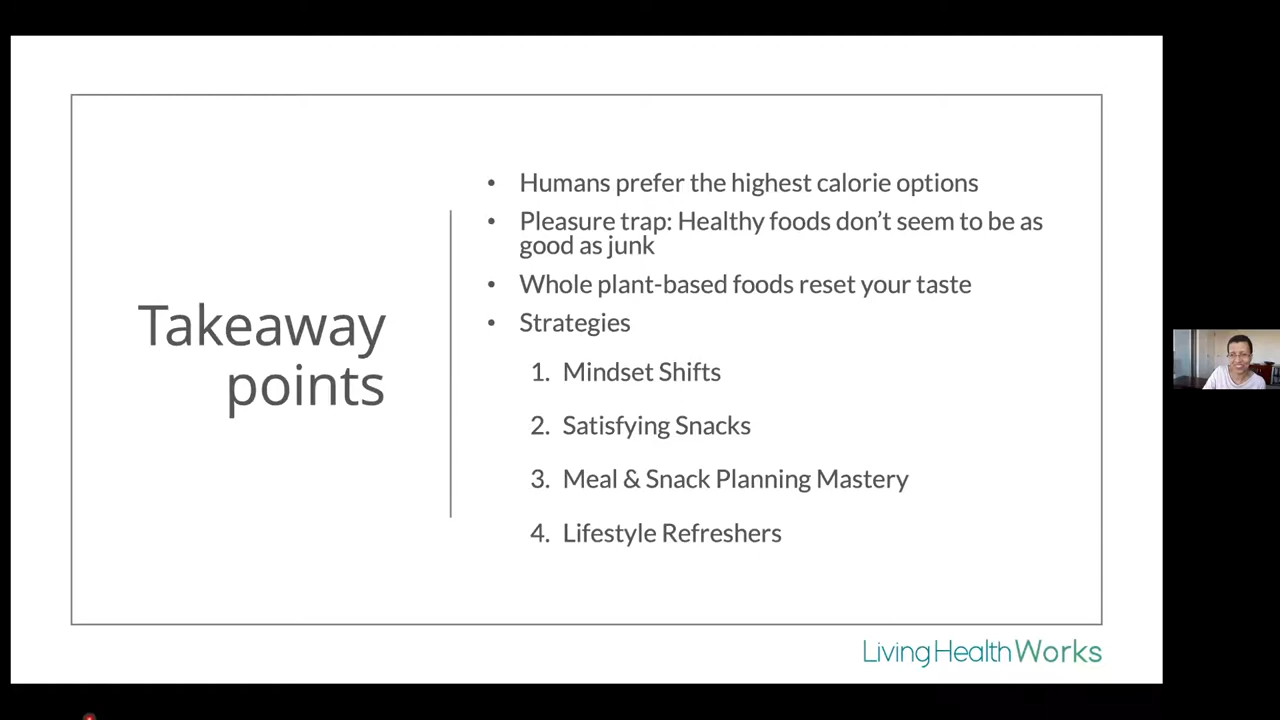 Takeaway
points
• Humans prefer the highest calorie options
• Pleasure trap: Healthy foods don’t seem to be as
good as junk
• Whole plant-based foods reset your taste
• Strategies
1. Mindset Shifts
2. Satisfying Snacks
3. Meal & Snack Planning Mastery
4. Lifestyle Refreshers
LivingHealthWorks